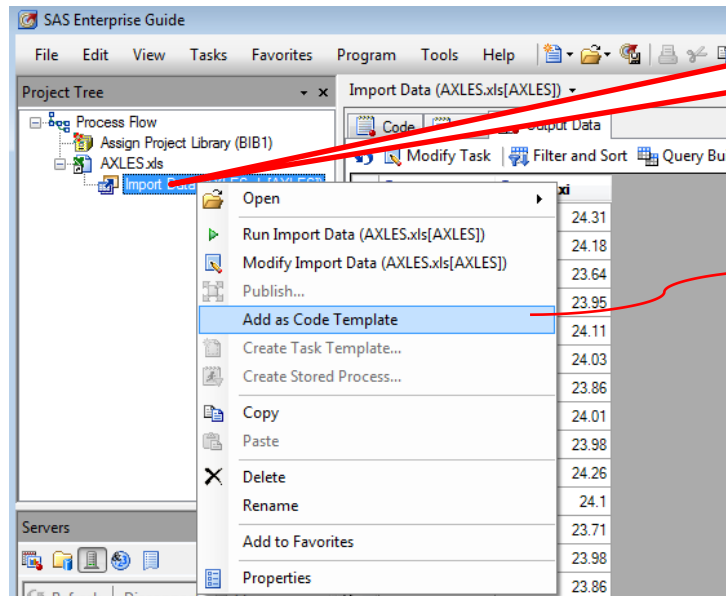 SAS Enterprise Guide
File Edit View Tasks Favorites Program Tools Help
Project Tree
Import Data (AXLES.xls[AXLES])
Process Flow
Code
Output Data
Assign Project Library (BIB1)
AXLES.xls
Modify Task Filter and Sort Query Bu
Import Data
xi
Open
24.31
Run Import Data (AXLES.xls[AXLES])
24.18
Modify Import Data (AXLES.xls[AXLES])
23.64
Publish...
23.95
Add as Code Template
24.11
Create Task Template...
24.03
Create Stored Process...
23.86
Copy
24.01
Paste
23.98
Delete
24.26
Rename
24.1
Servers
Add to Favorites
23.71
23.98
Properties
23.86